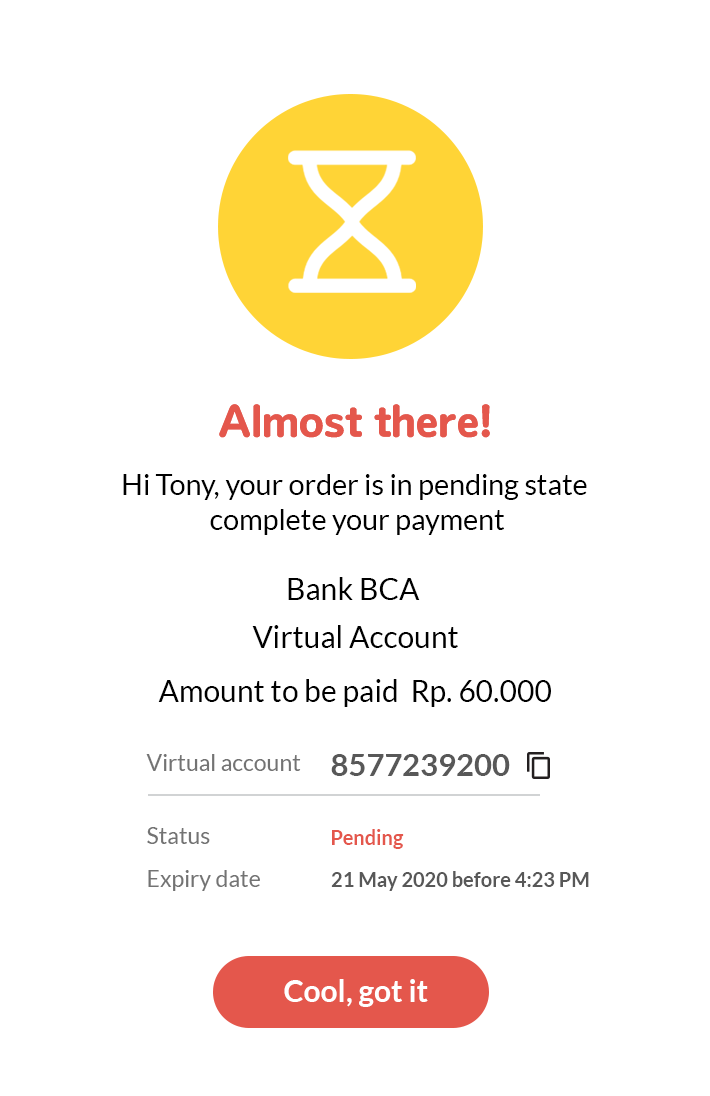 Almost there!
Hi Tony, your order is in pending state
complete your payment
Bank BCA
Virtual Account
Amount to be paid Rp. 60.000
Virtual account 8577239200
Status Pending
Expiry date 21 May 2020 before 4:23 PM
Cool, got it